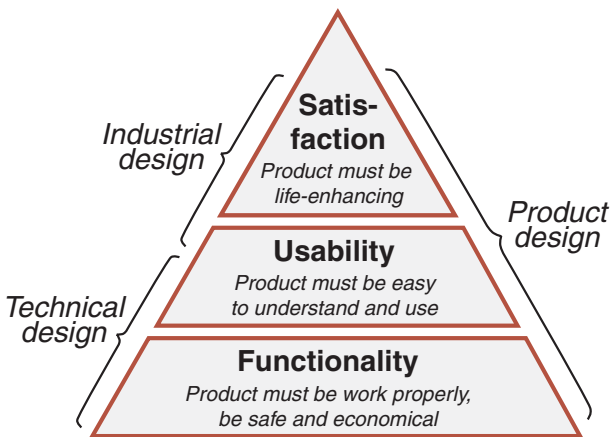 Satis-
faction
Product must be
life-enhancing
Industrial
design
Product
design
Usability
Product must be easy
to understand and use
Technical
design
Functionality
Product must be work properly,
be safe and economical